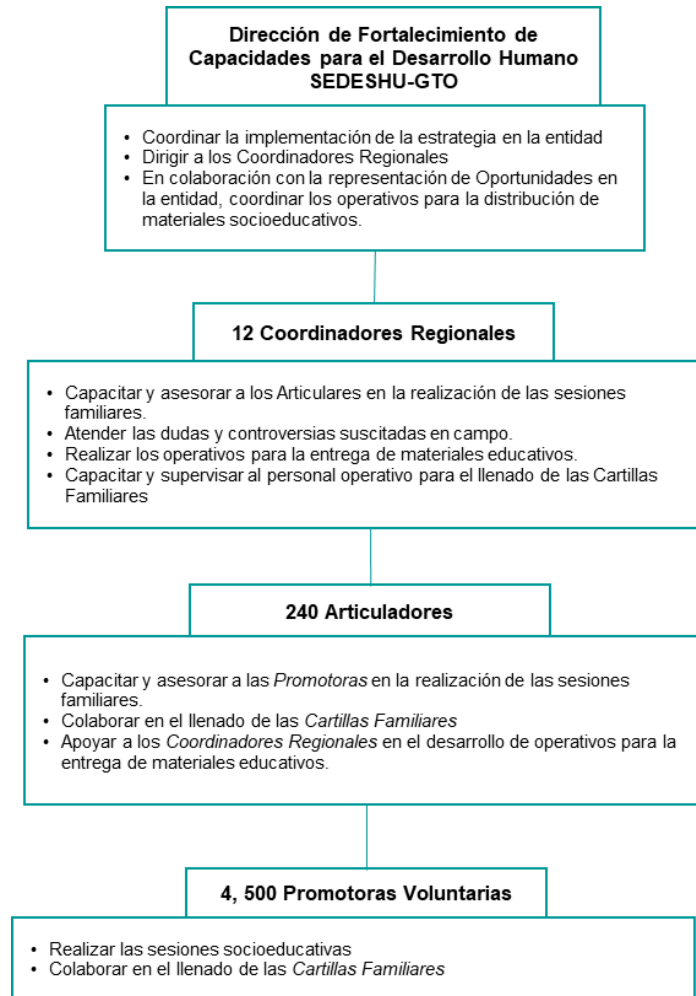 Dirección de Fortalecimiento de
Capacidades para el Desarrollo Humano
SEDESHU-GTO
• Coordinar la implementación de la estrategia en la entidad
• Dirigir a los Coordinadores Regionales
• En colaboración con la representación de Oportunidades en
la entidad, coordinar los operativos para la distribución de
materiales socioeducativos.
12 Coordinadores Regionales
• Capacitar y asesorar a los Articulares en la realización de las sesiones
familiares.
• Atender las dudas y controversias suscitadas en campo.
• Realizar los operativos para la entrega de materiales educativos.
• Capacitar y supervisar al personal operativo para el llenado de las Cartillas
Familiares
240 Articuladores
• Capacitar y asesorar a las Promotoras en la realización de las sesiones
familiares.
• Colaborar en el llenado de las Cartillas Familiares
• Apoyar a los Coordinadores Regionales en el desarrollo de operativos para la
entrega de materiales educativos.
4, 500 Promotoras Voluntarias
• Realizar las sesiones socioeducativas
• Colaborar en el llenado de las Cartillas Familiares